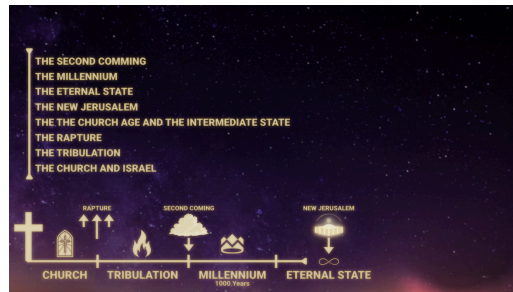 THE SECOND COMMING
THE MILLENNIUM
THE ETERNAL STATE
THE NEW JERUSALEM
THE THE CHURCH AGE AND THE INTERMEDIATE STATE
THE RAPTURE
THE TRIBULATION
THE CHURCH AND ISRAEL
RAPTURE
SECOND COMING
NEW JERUSALEM
CHURCH
TRIBULATION
MILLENNIUM
1000 Years
ETERNAL STATE